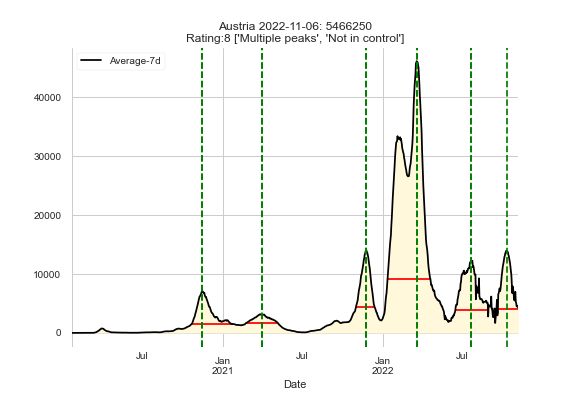 Austria 2022-11-06: 5466250
Rating:8 ['Multiple peaks', 'Not in control']
Average-7d
40000
30000
20000
10000
0
Jul
Jan
2021
Jul
Jan
2022
Jul
Date